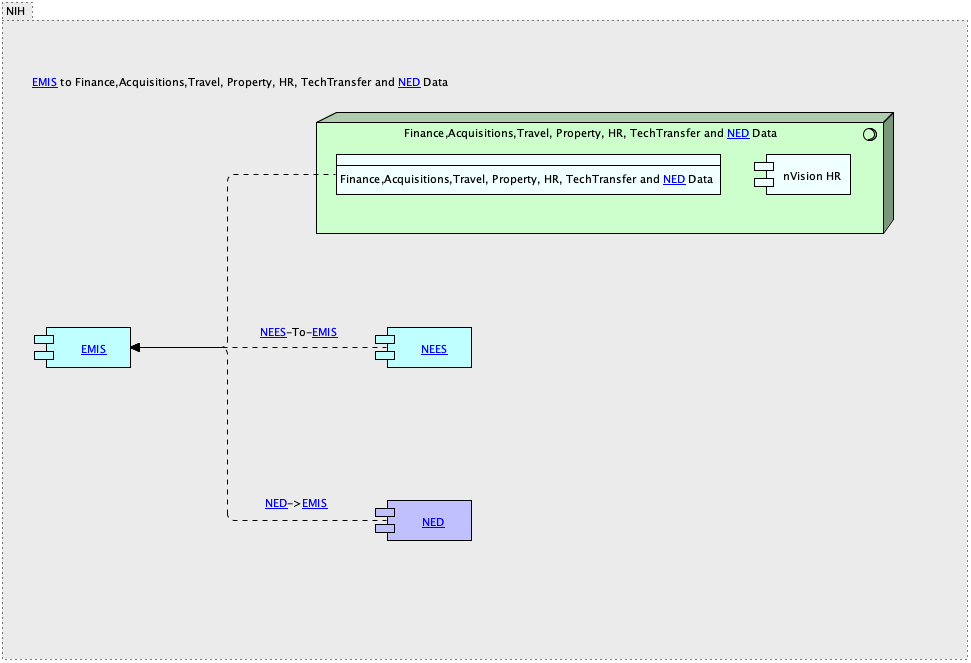 NIH
EMIS to Finance,Acquisitions,Travel, Property, HR, TechTransfer and NED Data
Finance,Acquisitions,Travel, Property, HR, TechTransfer and NED Data
Finance,Acquisitions,Travel, Property, HR, TechTransfer and NED Data
nVision HR
NEES-To-EMIS
EMIS
NEES
NED->EMIS
NED